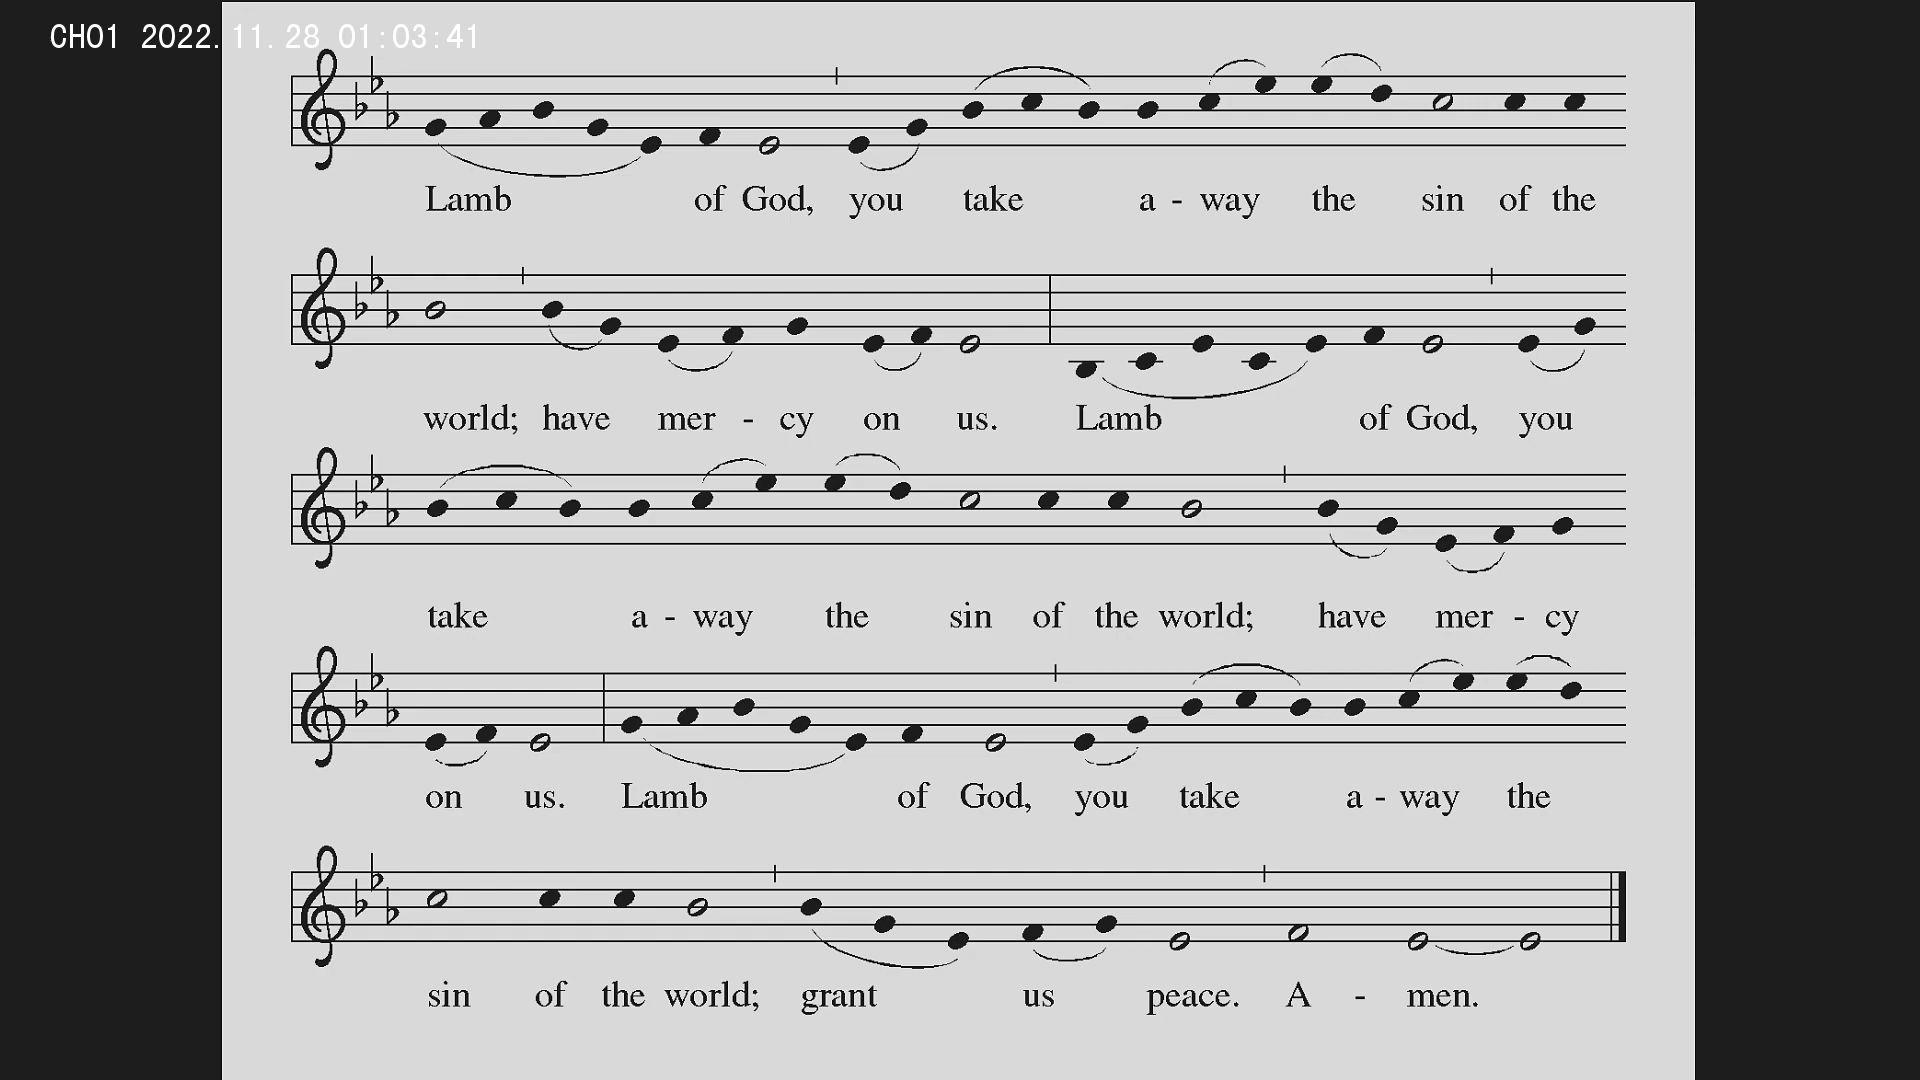 CH01 2022.11.28 01:03:41
Lamb of God, you take a - way the sin of the
world; have mer - cy on us. Lamb of God, you
take a - way the sin of the world; have mer - cy
on us. Lamb of God, you take a - way the
sin of the world; grant us peace. A - men.